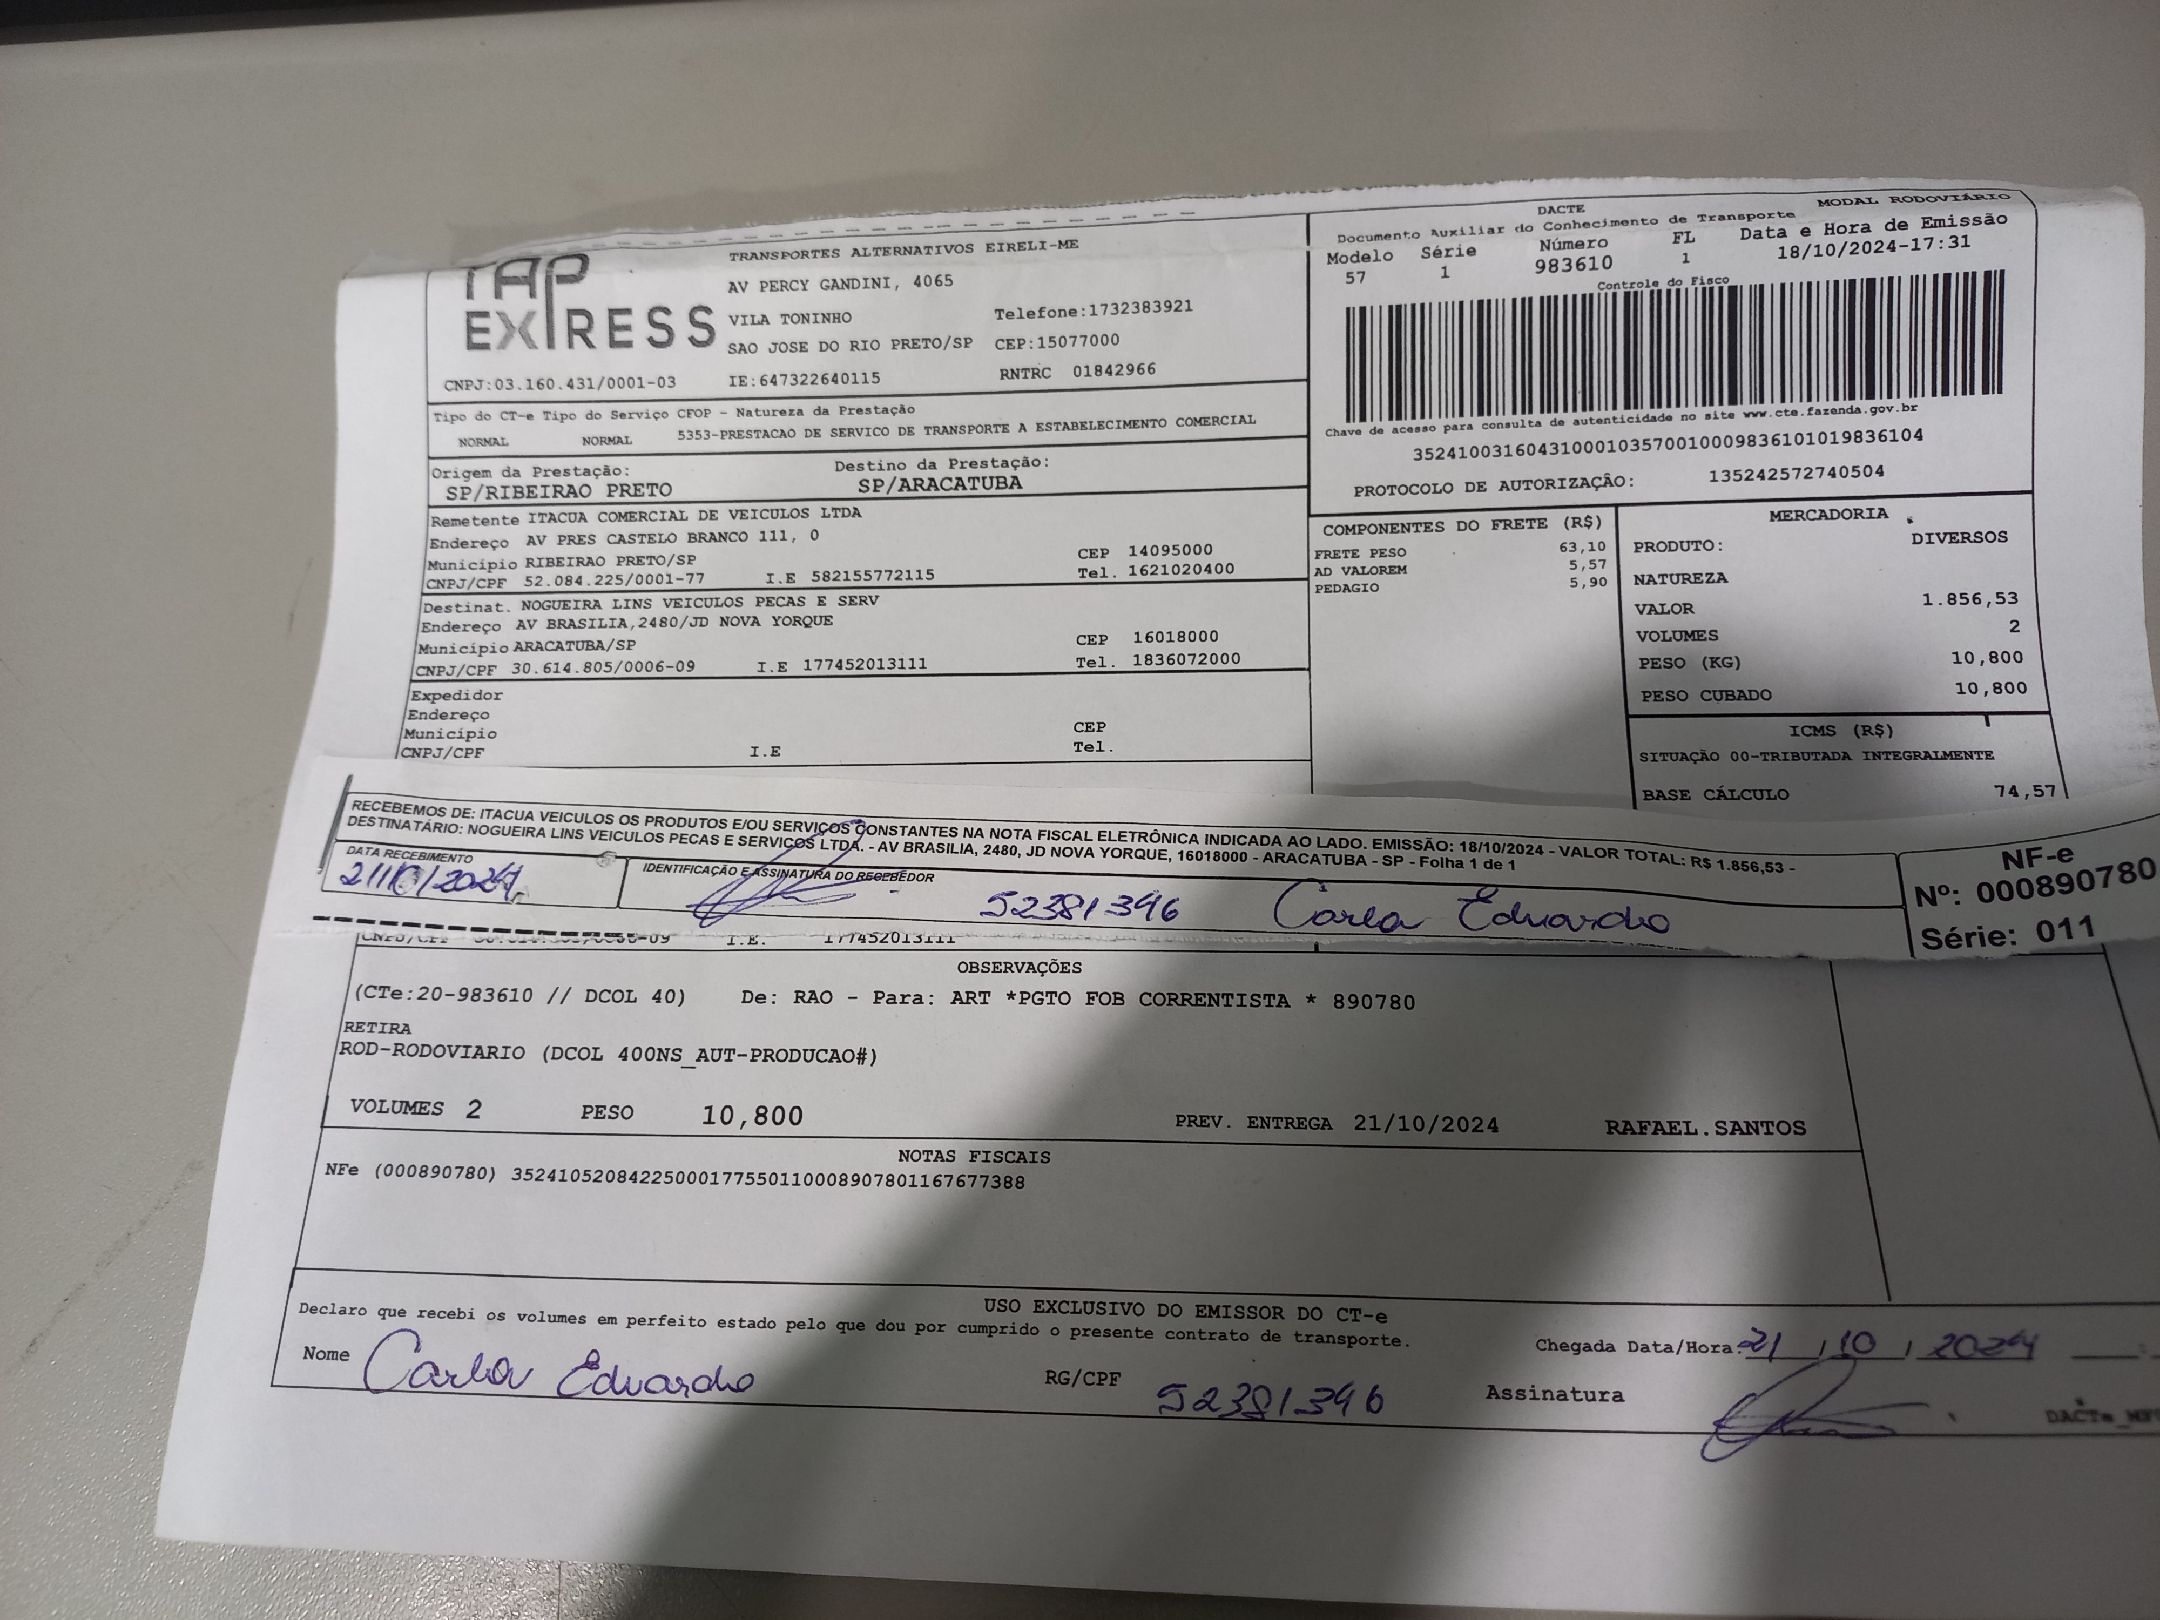 TAP
EXPRESS
TRANSPORTES ALTERNATIVOS EIRELI-ME
AV PERCY GANDINI, 4065
VILA TONINHO Telefone:1732383921
SAO JOSE DO RIO PRETO/SP CEP:15077000
CNPJ:03.160.431/0001-03 IE:647322640115 RNTRC 01842966
DACTE MODAL RODOVIÁRIO
Documento Auxiliar do Conhecimento de Transporte
Modelo Série Número FL Data e Hora de Emissão
57 1 983610 1 18/10/2024-17:31
Controle do Fisco
Chave de acesso para consulta de autenticidade no site www.cte.fazenda.gov.br
35241003160431000103570010009836101019836104
PROTOCOLO DE AUTORIZAÇÃO: 135242572740504
Tipo do CT-e Tipo do Serviço CFOP - Natureza da Prestação
NORMAL NORMAL 5353-PRESTACAO DE SERVICO DE TRANSPORTE A ESTABELECIMENTO COMERCIAL
Origem da Prestação: Destino da Prestação:
SP/RIBEIRAO PRETO SP/ARACATUBA
Remetente ITACUA COMERCIAL DE VEICULOS LTDA
Endereço AV PRES CASTELO BRANCO 111, 0
Município RIBEIRAO PRETO/SP CEP 14095000
CNPJ/CPF 52.084.225/0001-77 I.E 582155772115 Tel. 1621020400
Destinat. NOGUEIRA LINS VEICULOS PECAS E SERV
Endereço AV BRASILIA,2480/JD NOVA YORQUE
Município ARACATUBA/SP CEP 16018000
CNPJ/CPF 30.614.805/0006-09 I.E 177452013111 Tel. 1836072000
Expedidor
Endereço
Município CEP
CNPJ/CPF I.E Tel.
COMPONENTES DO FRETE (R$)
FRETE PESO 63,10
AD VALOREM 5,57
PEDAGIO 5,90
MERCADORIA
PRODUTO: DIVERSOS
NATUREZA
VALOR 1.856,53
VOLUMES 2
PESO (KG) 10,800
PESO CUBADO 10,800
ICMS (R$)
SITUAÇÃO 00-TRIBUTADA INTEGRALMENTE
BASE CÁLCULO 74,57
RECEBEMOS DE: ITACUA VEICULOS OS PRODUTOS E/OU SERVIÇOS CONSTANTES NA NOTA FISCAL ELETRÔNICA INDICADA AO LADO. EMISSÃO: 18/10/2024 - VALOR TOTAL: R$ 1.856,53 -
DESTINATÁRIO: NOGUEIRA LINS VEICULOS PECAS E SERVICOS LTDA. - AV BRASILIA, 2480, JD NOVA YORQUE, 16018000 - ARACATUBA - SP - Folha 1 de 1
DATA RECEBIMENTO IDENTIFICAÇÃO E ASSINATURA DO RECEBEDOR
21/10/2024 52381396 Carlos Eduardo
NF-e
Nº: 000890780
Série: 011
CNPJ/CPF 30.614.805/0006-09 I.E. 177452013111
OBSERVAÇÕES
(CTe:20-983610 // DCOL 40) De: RAO - Para: ART *PGTO FOB CORRENTISTA * 890780
RETIRA
ROD-RODOVIARIO (DCOL 400NS_AUT-PRODUCAO#)
VOLUMES 2 PESO 10,800 PREV. ENTREGA 21/10/2024 RAFAEL.SANTOS
NOTAS FISCAIS
NFe (000890780) 35241052084225000177550110008907801167677388
USO EXCLUSIVO DO EMISSOR DO CT-e
Declaro que recebi os volumes em perfeito estado pelo que dou por cumprido o presente contrato de transporte.
Chegada Data/Hora: 21/10/2024
Nome Carlos Eduardo RG/CPF 52381396 Assinatura